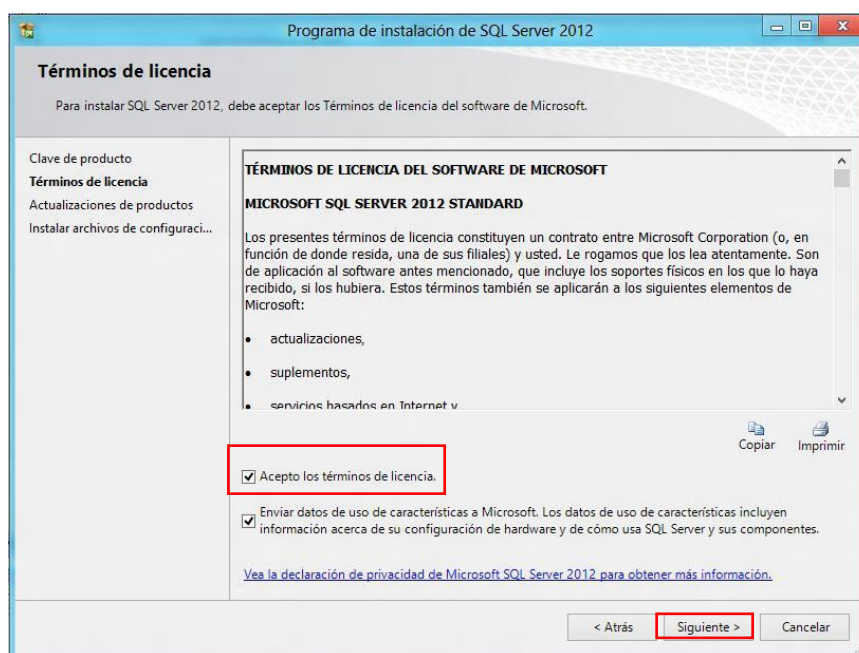 Programa de instalación de SQL Server 2012
Términos de licencia
Para instalar SQL Server 2012, debe aceptar los Términos de licencia del software de Microsoft.
Clave de producto
Términos de licencia
Actualizaciones de productos
Instalar archivos de configuraci...
TÉRMINOS DE LICENCIA DEL SOFTWARE DE MICROSOFT
MICROSOFT SQL SERVER 2012 STANDARD
Los presentes términos de licencia constituyen un contrato entre Microsoft Corporation (o, en
función de donde resida, una de sus filiales) y usted. Le rogamos que los lea atentamente. Son
de aplicación al software antes mencionado, que incluye los soportes físicos en los que lo haya
recibido, si los hubiera. Estos términos también se aplicarán a los siguientes elementos de
Microsoft:
• actualizaciones,
• suplementos,
• servicios basados en Internet y
Copiar Imprimir
Acepto los términos de licencia.
Enviar datos de uso de características a Microsoft. Los datos de uso de características incluyen
información acerca de su configuración de hardware y de cómo usa SQL Server y sus componentes.
Vea la declaración de privacidad de Microsoft SQL Server 2012 para obtener más información.
< Atrás Siguiente > Cancelar